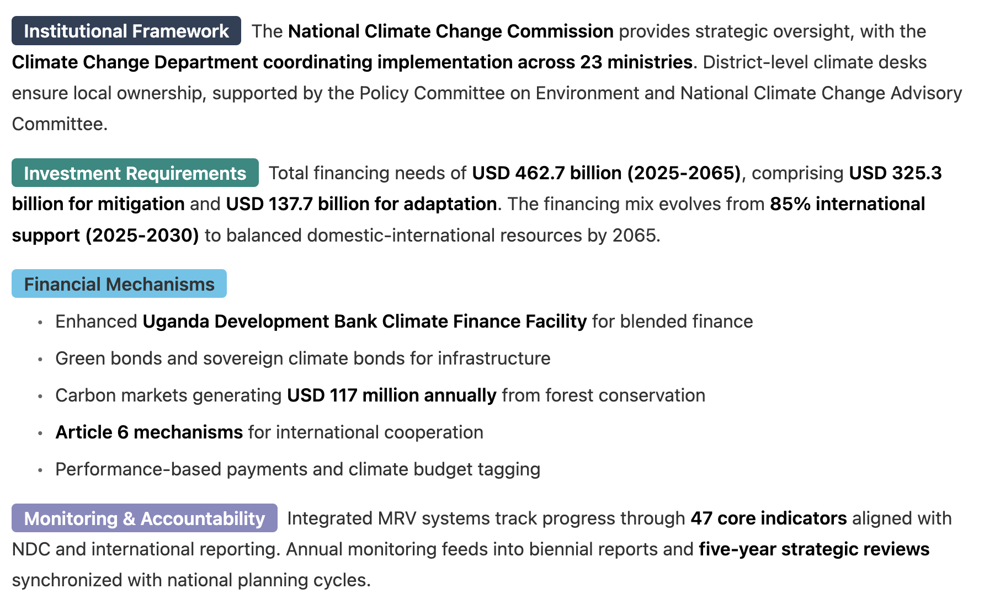 Institutional Framework The National Climate Change Commission provides strategic oversight, with the
Climate Change Department coordinating implementation across 23 ministries. District-level climate desks
ensure local ownership, supported by the Policy Committee on Environment and National Climate Change Advisory
Committee.
Investment Requirements Total financing needs of USD 462.7 billion (2025-2065), comprising USD 325.3
billion for mitigation and USD 137.7 billion for adaptation. The financing mix evolves from 85% international
support (2025-2030) to balanced domestic-international resources by 2065.
Financial Mechanisms
• Enhanced Uganda Development Bank Climate Finance Facility for blended finance
• Green bonds and sovereign climate bonds for infrastructure
• Carbon markets generating USD 117 million annually from forest conservation
• Article 6 mechanisms for international cooperation
• Performance-based payments and climate budget tagging
Monitoring & Accountability Integrated MRV systems track progress through 47 core indicators aligned with
NDC and international reporting. Annual monitoring feeds into biennial reports and five-year strategic reviews
synchronized with national planning cycles.